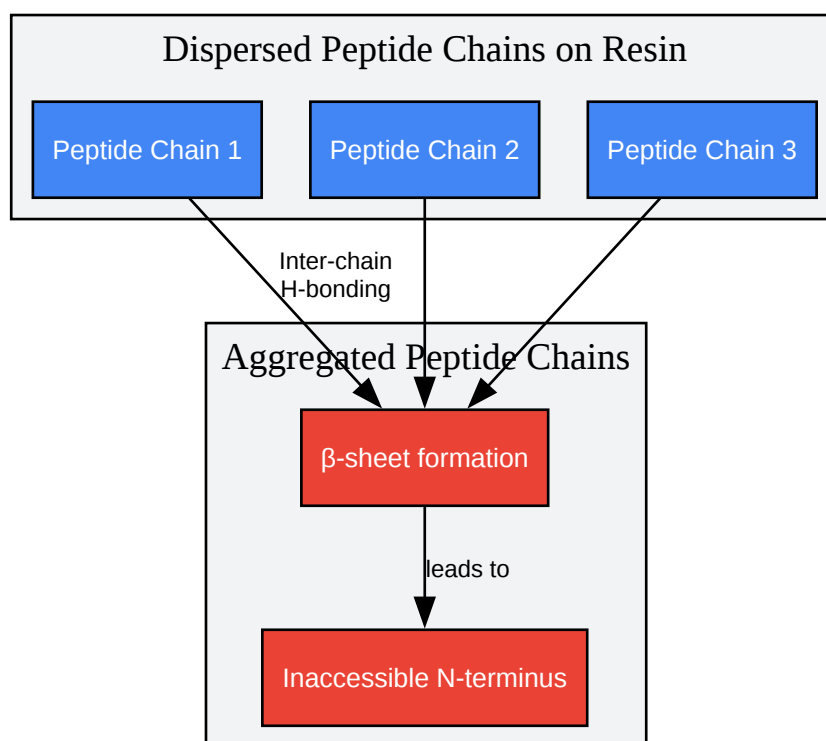 Dispersed Peptide Chains on Resin
Peptide Chain 1
Peptide Chain 2
Peptide Chain 3
Inter-chain
H-bonding
Aggregated Peptide Chains
β-sheet formation
leads to
Inaccessible N-terminus